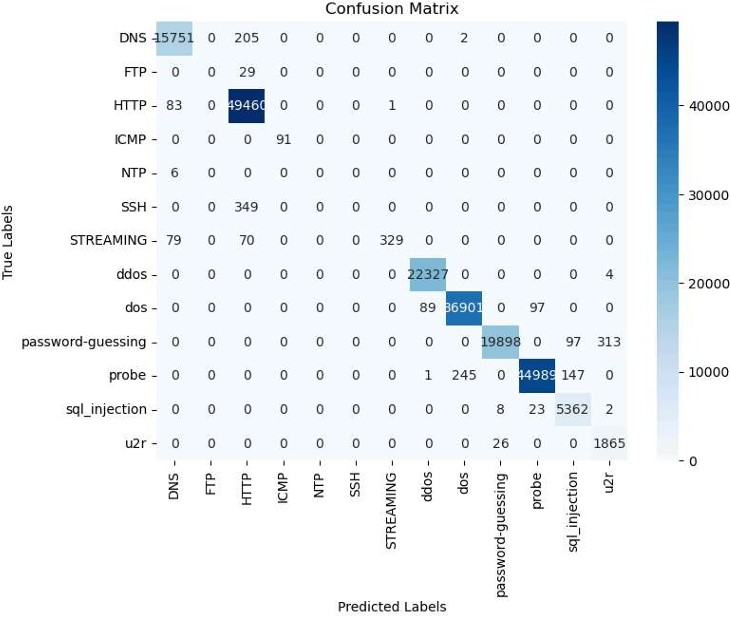 Confusion Matrix
DNS 15751 0 205 0 0 0 0 0 2 0 0 0 0
FTP 0 0 29 0 0 0 0 0 0 0 0 0 0
HTTP 83 0 49460 0 0 0 1 0 0 0 0 0 0
ICMP 0 0 0 91 0 0 0 0 0 0 0 0 0
NTP 6 0 0 0 0 0 0 0 0 0 0 0 0
SSH 0 0 349 0 0 0 0 0 0 0 0 0 0
STREAMING 79 0 70 0 0 0 329 0 0 0 0 0 0
ddos 0 0 0 0 0 0 0 22327 0 0 0 0 4
dos 0 0 0 0 0 0 0 89 36901 0 97 0 0
password-guessing 0 0 0 0 0 0 0 0 0 19898 0 97 313
probe 0 0 0 0 0 0 0 1 245 0 44989 147 0
sql_injection 0 0 0 0 0 0 0 0 0 8 23 5362 2
u2r 0 0 0 0 0 0 0 0 0 26 0 0 1865
DNS FTP HTTP ICMP NTP SSH STREAMING ddos dos password-guessing probe sql_injection u2r
Predicted Labels
True Labels
40000
30000
20000
10000
0